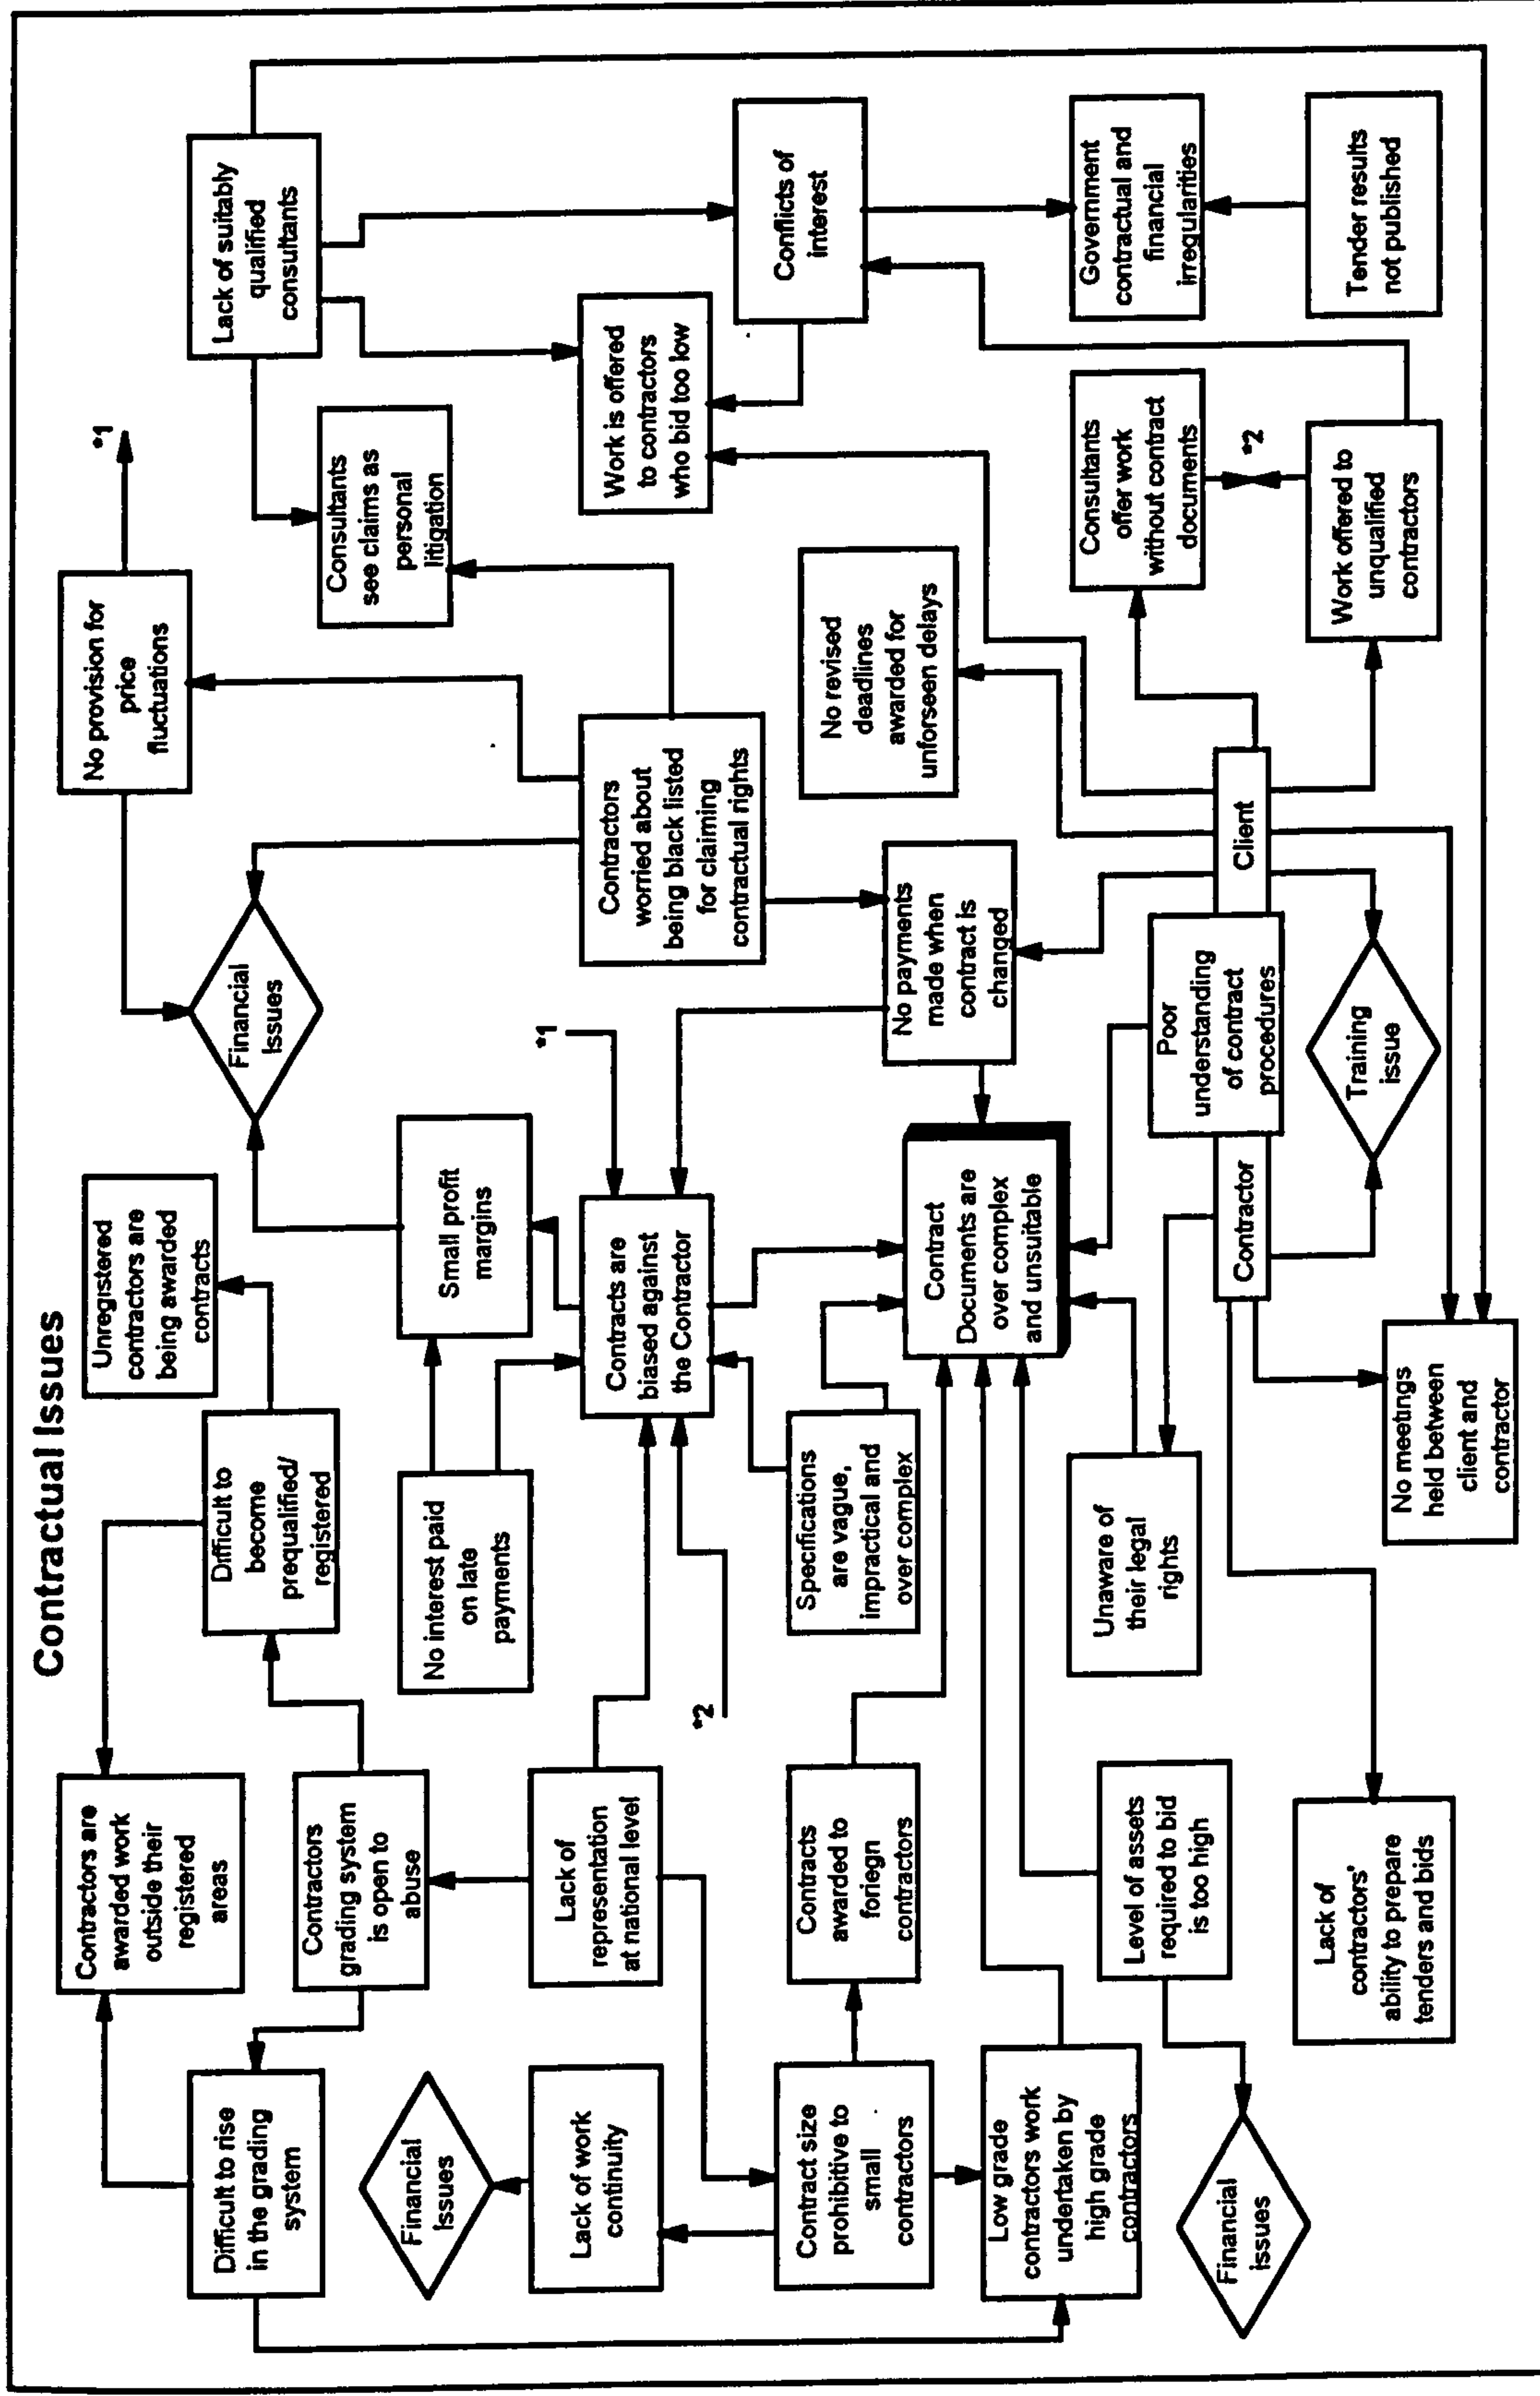 Contractual Issues
Difficult to rise
in the grading
system
Contractors are
awarded work
outside their
registered
areas
Difficult to
become
prequalified/
registered
Unregistered
contractors are
being awarded
contracts
Financial
Issues
No provision for
price
fluctuations
*1
Lack of suitably
qualified
consultants
Financial
Issues
Contractors
grading system
is open to
abuse
No interest paid
on late
payments
Small profit
margins
Consultants
see claims as
personal
litigation
Lack of work
continuity
Lack of
representation
at national level
*2
Contracts are
biased against
the Contractor
*1
Contractors
worried about
being black listed
for claiming
contractual rights
Work is offered
to contractors
who bid too low
Conflicts of
interest
Contract size
prohibitive to
small
contractors
Contracts
awarded to
foriegn
contractors
Specifications
are vague,
impractical and
over complex
Contract
Documents are
over complex
and unsuitable
No payments
made when
contract is
changed
No revised
deadlines
awarded for
unforseen delays
Low grade
contractors work
undertaken by
high grade
contractors
Level of assets
required to bid
is too high
Unaware of
their legal
rights
Contractor
Poor
understanding
of contract
procedures
Client
Consultants
offer work
without contract
documents
*2
Government
contractual and
financial
irregularities
Financial
issues
Lack of
contractors'
ability to prepare
tenders and bids
No meetings
held between
client and
contractor
Training
issue
Work offered to
unqualified
contractors
Tender results
not published